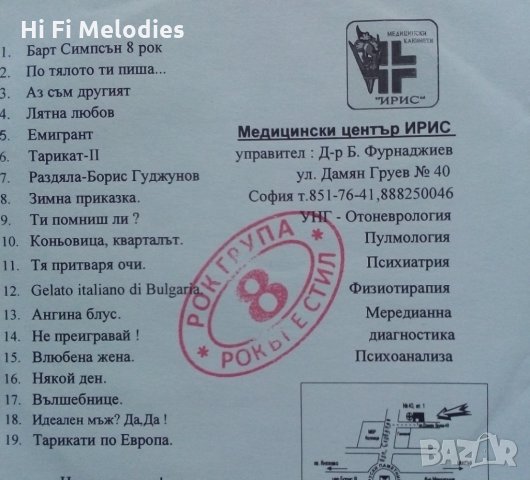 Hi Fi Melodies
1. Барт Симпсън 8 рок
2. По тялото ти пиша...
3. Аз съм другият
4. Лятна любов
5. Емигрант
6. Тарикат-II
7. Раздяла-Борис Гуджунов
8. Зимна приказка.
9. Ти помниш ли ?
10. Коньовица, кварталът.
11. Тя притваря очи.
12. Gelato italiano di Bulgaria.
13. Ангина блус.
14. Не преигравай !
15. Влюбена жена.
16. Някой ден.
17. Вълшебнице.
18. Идеален мъж? Да,Да !
19. Тарикати по Европа.
МЕДИЦИНСКИ
КАБИНЕТИ
"ИРИС"
Медицински център ИРИС
управител : Д-р Б. Фурнаджиев
ул. Дамян Груев № 40
София т.851-76-41,888250046
УНГ - Отоневрология
Пулмология
Психиатрия
Физиотерапия
Мередианна
диагностика
Психоанализа
* РОК ГРУПА *
8
РОКЪТ Е СТИЛ
BAZAR